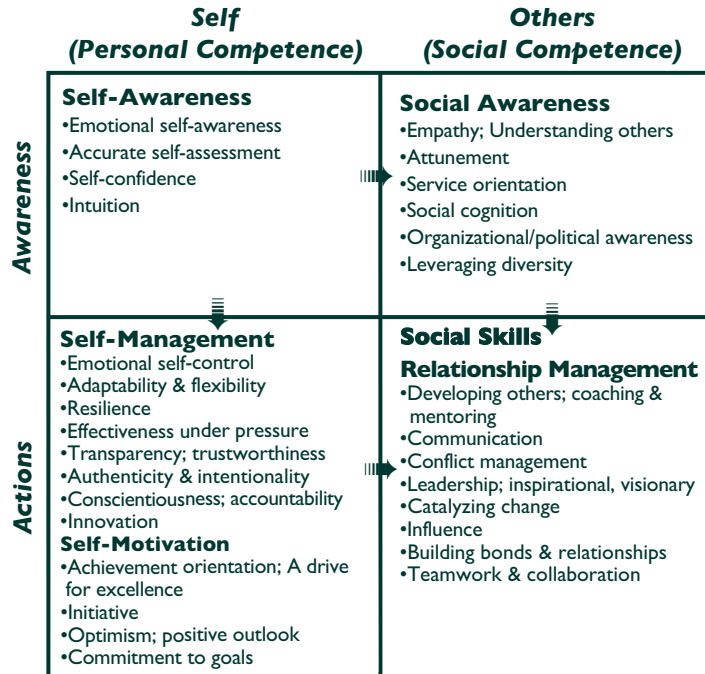 Self
(Personal Competence)
Others
(Social Competence)
Awareness
Self-Awareness
•Emotional self-awareness
•Accurate self-assessment
•Self-confidence
•Intuition
Social Awareness
•Empathy; Understanding others
•Attunement
•Service orientation
•Social cognition
•Organizational/political awareness
•Leveraging diversity
Actions
Self-Management
•Emotional self-control
•Adaptability & flexibility
•Resilience
•Effectiveness under pressure
•Transparency; trustworthiness
•Authenticity & intentionality
•Conscientiousness; accountability
•Innovation
Self-Motivation
•Achievement orientation; A drive
for excellence
•Initiative
•Optimism; positive outlook
•Commitment to goals
Social Skills
Relationship Management
•Developing others; coaching &
mentoring
•Communication
•Conflict management
•Leadership; inspirational, visionary
•Catalyzing change
•Influence
•Building bonds & relationships
•Teamwork & collaboration